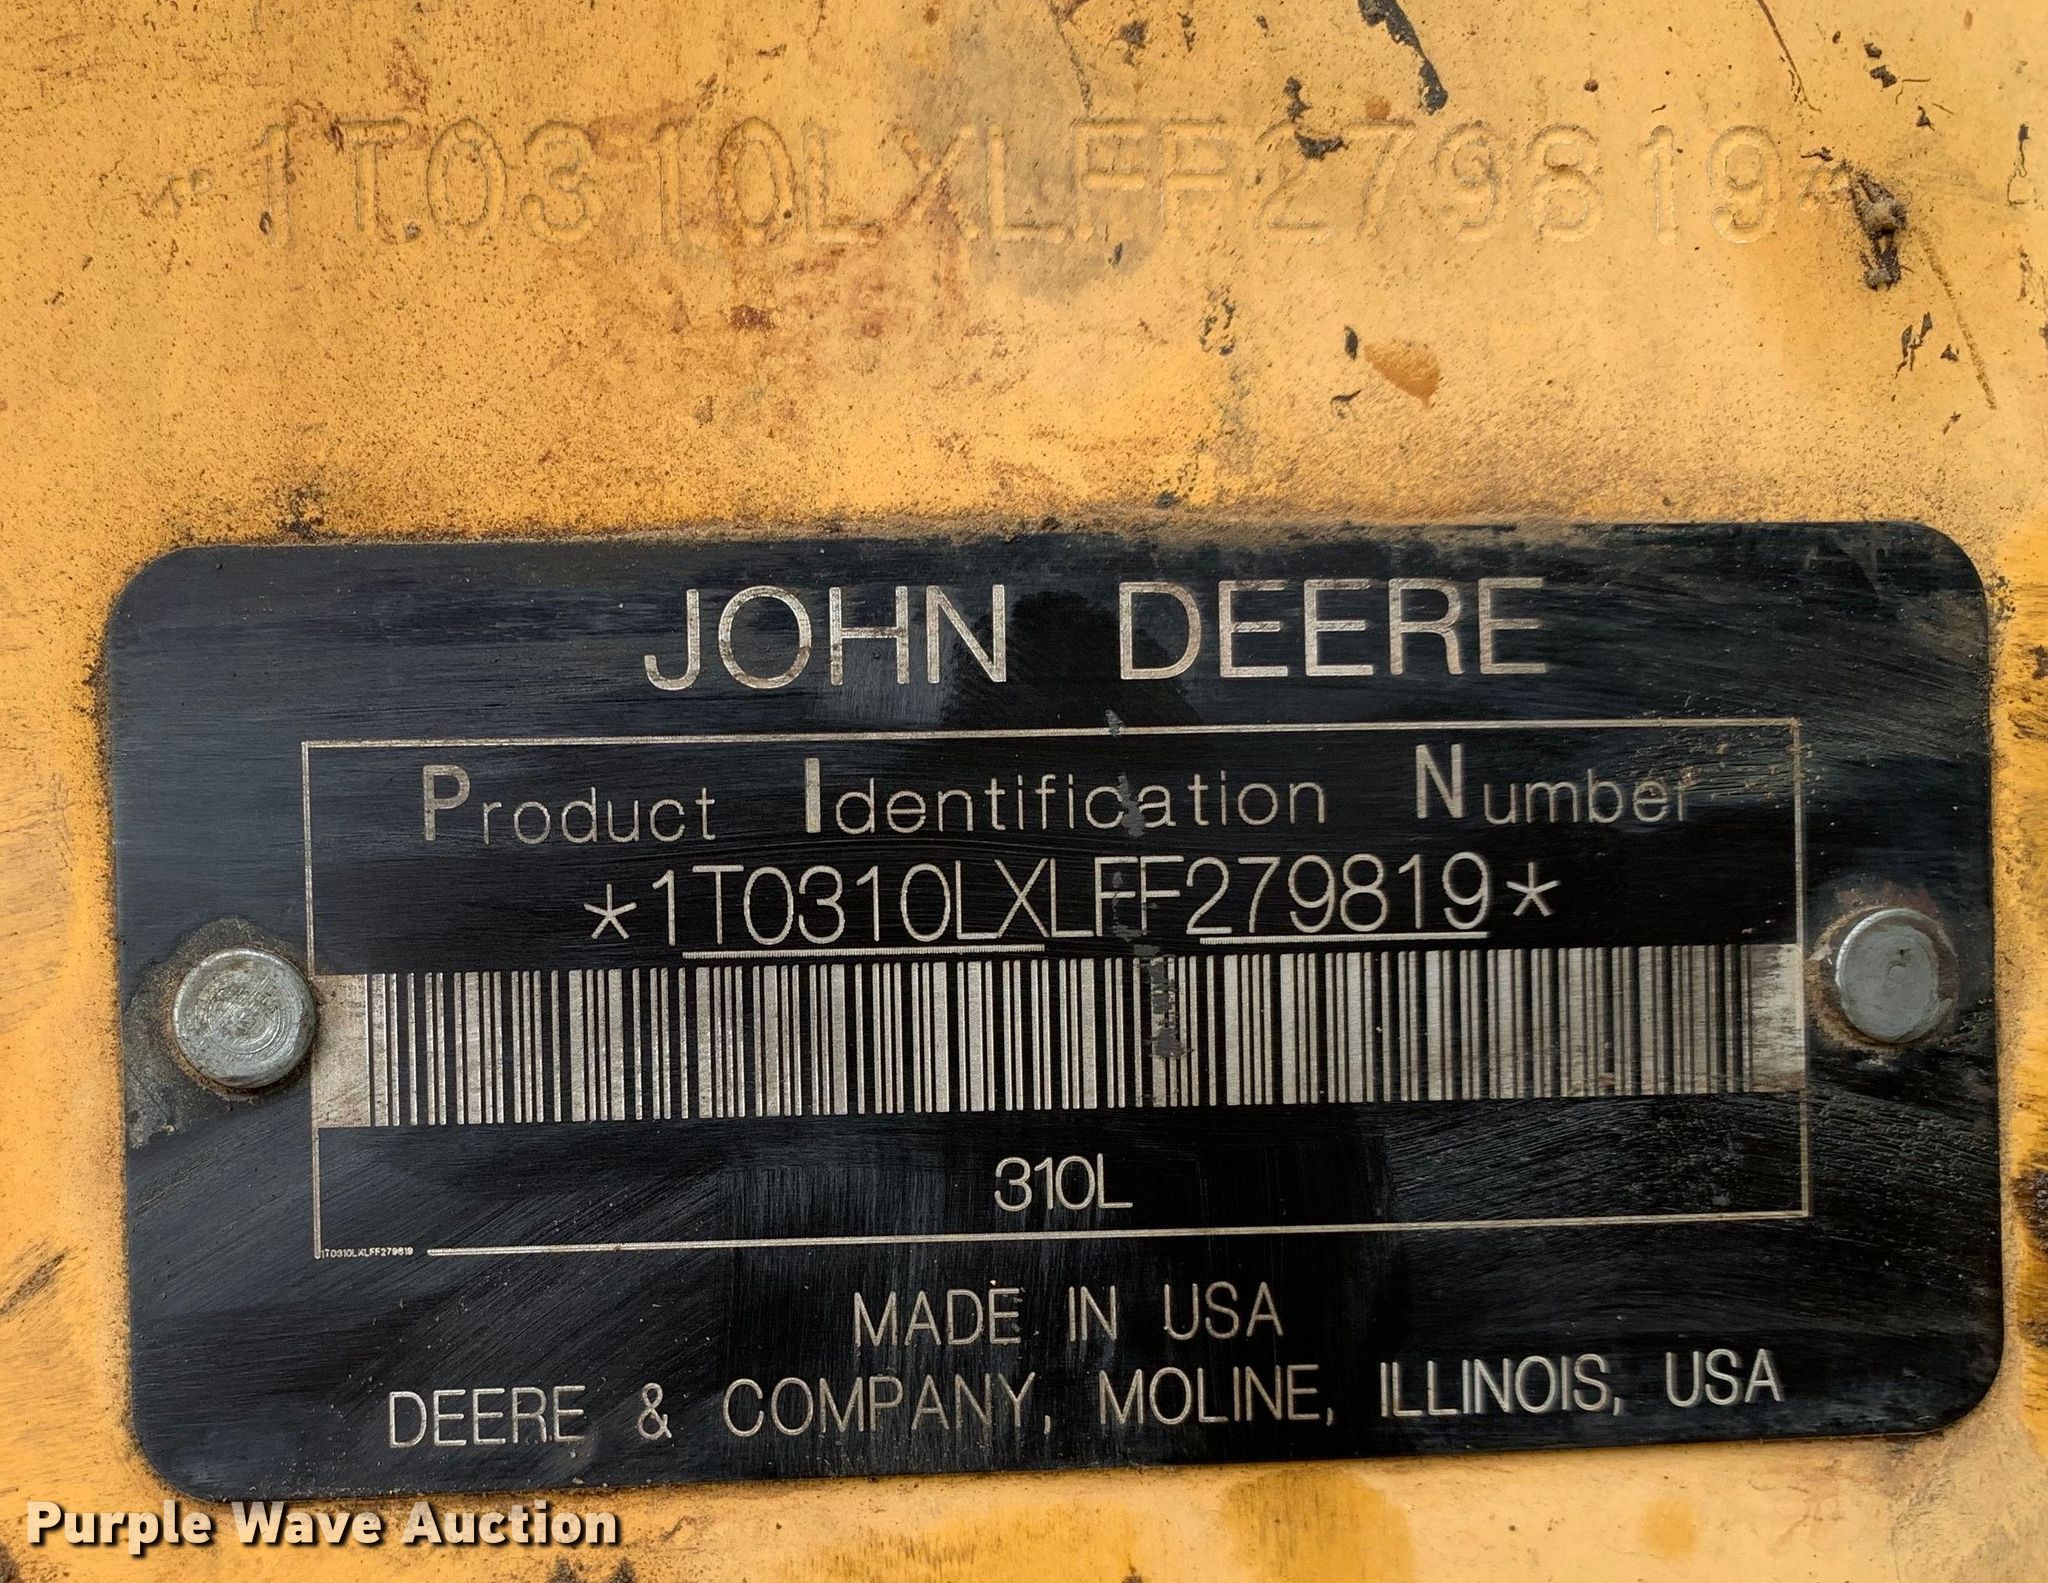 *1T0310LXLFF279819*
JOHN DEERE
Product Identification Number
*1T0310LXLFF279819*
310L
1T0310LXLFF279819
MADE IN USA
DEERE & COMPANY, MOLINE, ILLINOIS, USA
Purple Wave Auction